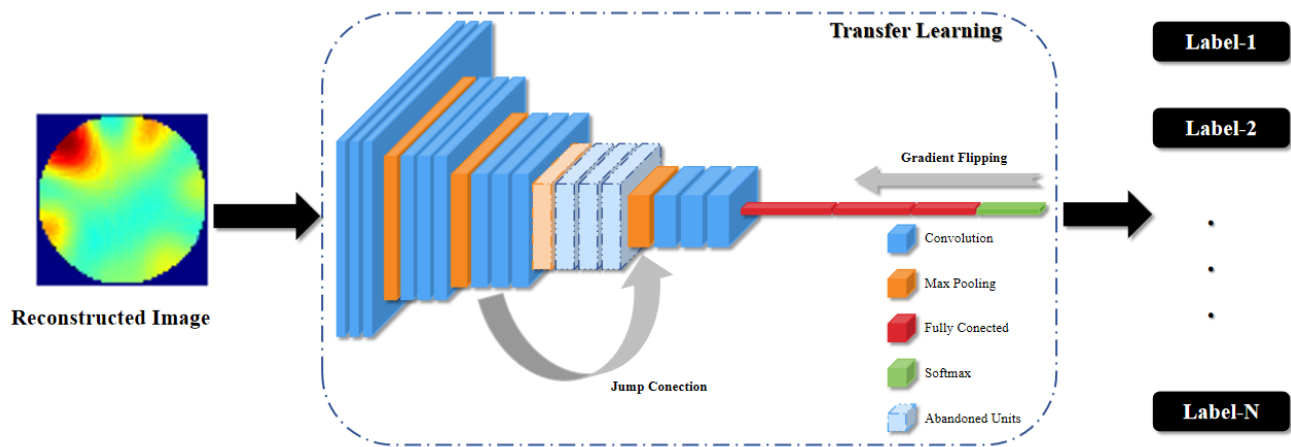 Transfer Learning
Label-1
Label-2
Gradient Flipping
Convolution
Max Pooling
Reconstructed Image
Fully Conected
Softmax
Jump Conection
Abandoned Units
Label-N